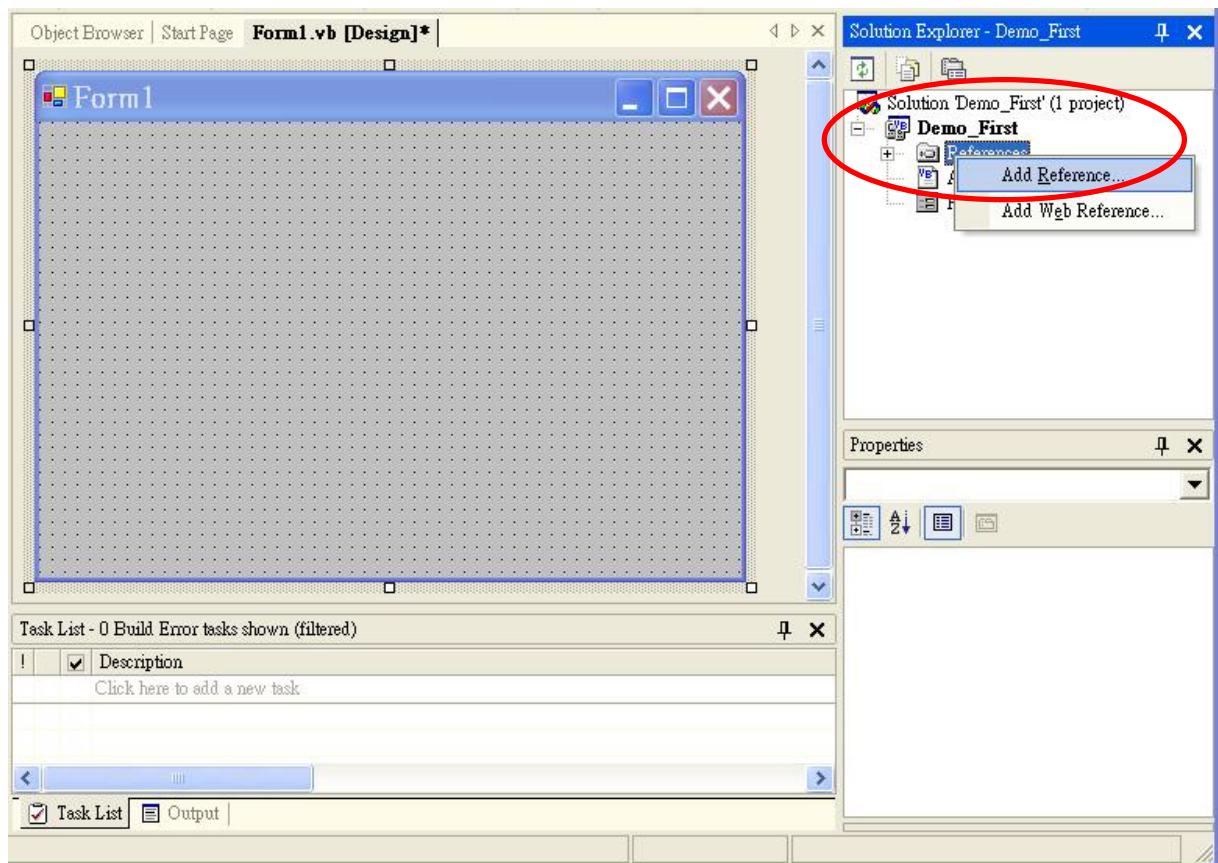 Object Browser | Start Page Form1.vb [Design]*
Form1
Task List - 0 Build Error tasks shown (filtered)
! Description
Click here to add a new task
Task List Output
Solution Explorer - Demo_First
Solution 'Demo_First' (1 project)
Demo_First
References
Add Reference...
Add Web Reference...
Properties